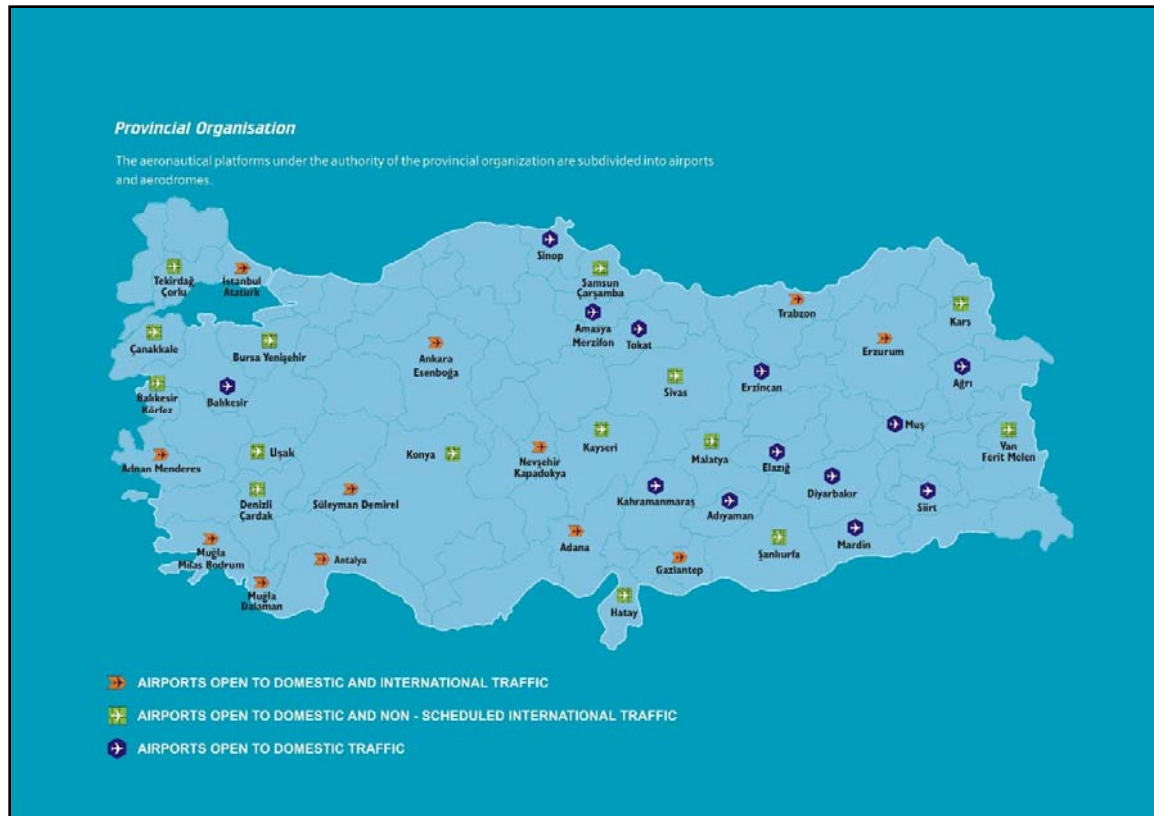 Provincial Organisation
The aeronautical platforms under the authority of the provincial organization are subdivided into airports
and aerodromes.
Sinop
Tekirdağ
Çorlu
İstanbul
Atatürk
Samsun
Çarşamba
Trabzon
Kars
Çanakkale
Bursa Yenişehir
Ankara
Esenboğa
Amasya
Merzifon
Tokat
Erzurum
Balıkesir
Körfez
Balıkesir
Sivas
Erzincan
Ağrı
Adnan Menderes
Uşak
Konya
Nevşehir
Kapadokya
Kayseri
Malatya
Elazığ
Muş
Van
Ferit Melen
Denizli
Çardak
Süleyman Demirel
Kahramanmaraş
Adıyaman
Diyarbakır
Siirt
Muğla
Milas Bodrum
Antalya
Adana
Gaziantep
Şanlıurfa
Mardin
Muğla
Dalaman
Hatay
AIRPORTS OPEN TO DOMESTIC AND INTERNATIONAL TRAFFIC
AIRPORTS OPEN TO DOMESTIC AND NON - SCHEDULED INTERNATIONAL TRAFFIC
AIRPORTS OPEN TO DOMESTIC TRAFFIC